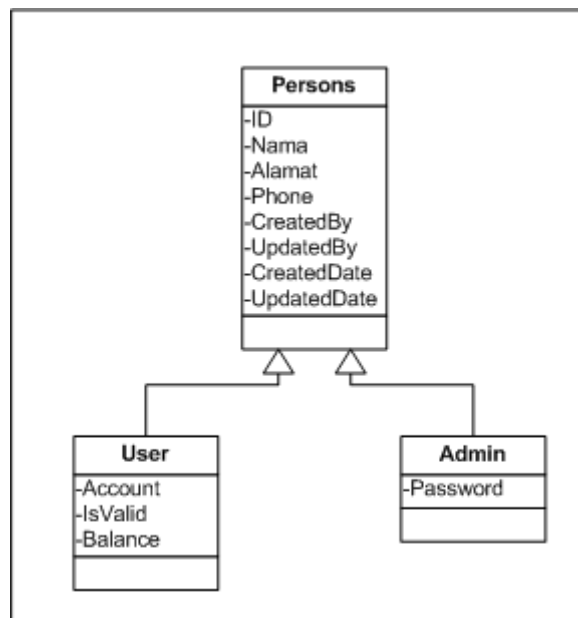 Persons
-ID
-Nama
-Alamat
-Phone
-CreatedBy
-UpdatedBy
-CreatedDate
-UpdatedDate
User
-Account
-IsValid
-Balance
Admin
-Password